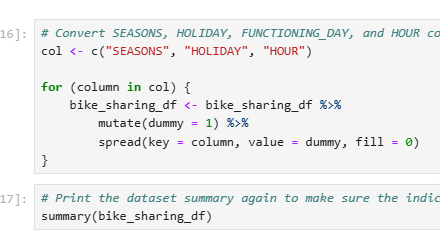 16]: # Convert SEASONS, HOLIDAY, FUNCTIONING_DAY, and HOUR co
col <- c("SEASONS", "HOLIDAY", "HOUR")
for (column in col) {
    bike_sharing_df <- bike_sharing_df %>%
        mutate(dummy = 1) %>%
        spread(key = column, value = dummy, fill = 0)
}
17]: # Print the dataset summary again to make sure the indic
summary(bike_sharing_df)